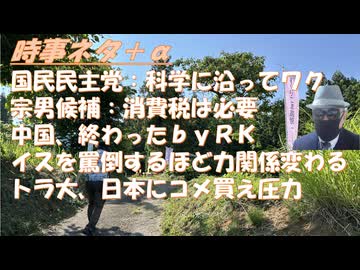 時事ネタ＋α
国民民主党：科学に沿ってワク
宗男候補：消費税は必要
中国、終わったｂｙＲＫ
イスを罵倒するほど力関係変わる
トラ大、日本にコメ買え圧力